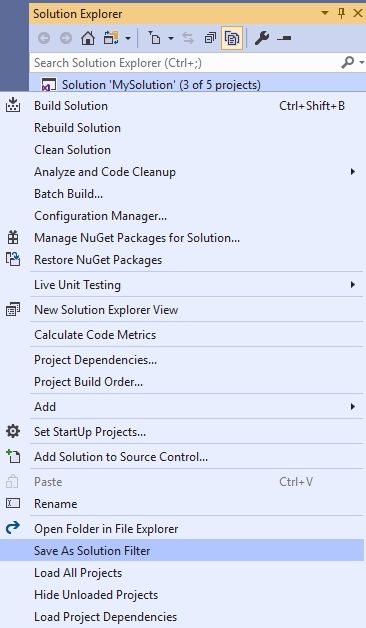 Solution Explorer
Search Solution Explorer (Ctrl+;)
Solution 'MySolution' (3 of 5 projects)
Build Solution Ctrl+Shift+B
Rebuild Solution
Clean Solution
Analyze and Code Cleanup
Batch Build...
Configuration Manager...
Manage NuGet Packages for Solution...
Restore NuGet Packages
Live Unit Testing
New Solution Explorer View
Calculate Code Metrics
Project Dependencies...
Project Build Order...
Add
Set StartUp Projects...
Add Solution to Source Control...
Paste Ctrl+V
Rename
Open Folder in File Explorer
Save As Solution Filter
Load All Projects
Hide Unloaded Projects
Load Project Dependencies